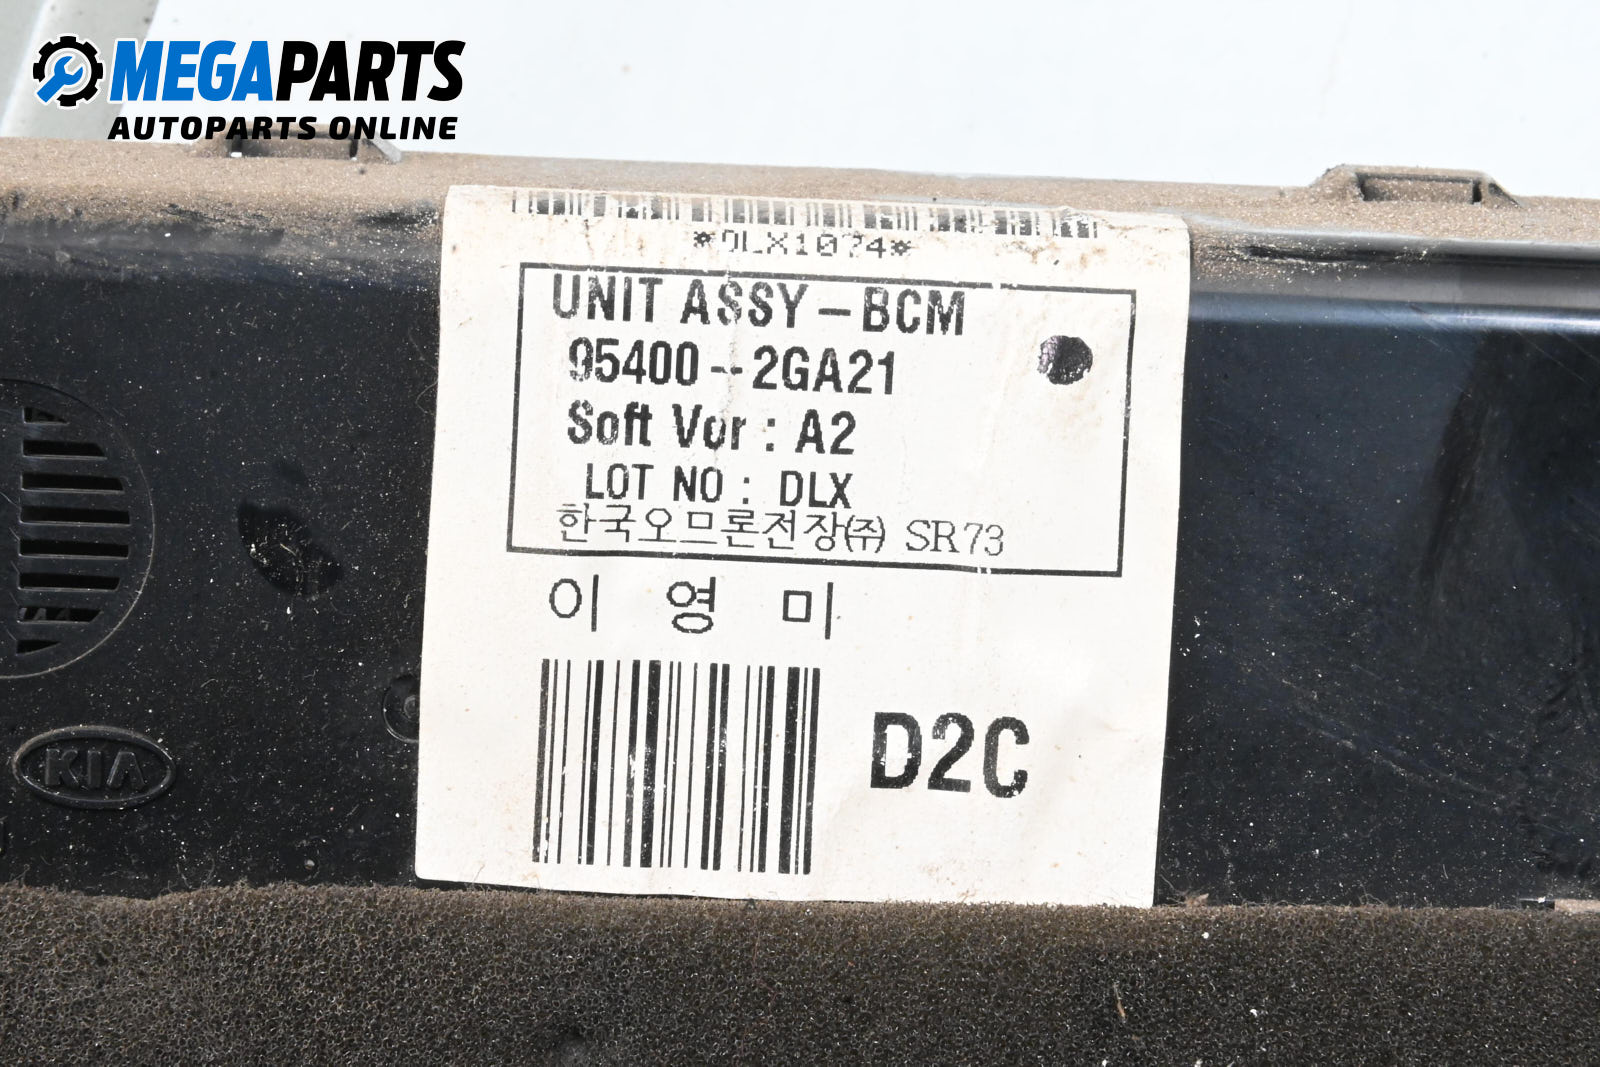 MEGAPARTS
AUTOPARTS ONLINE
*DLX1074*
UNIT ASSY-BCM
95400-2GA21
Soft Ver : A2
LOT NO : DLX
한국오므론전장㈜ SR73
이 영 미
D2C
KIA